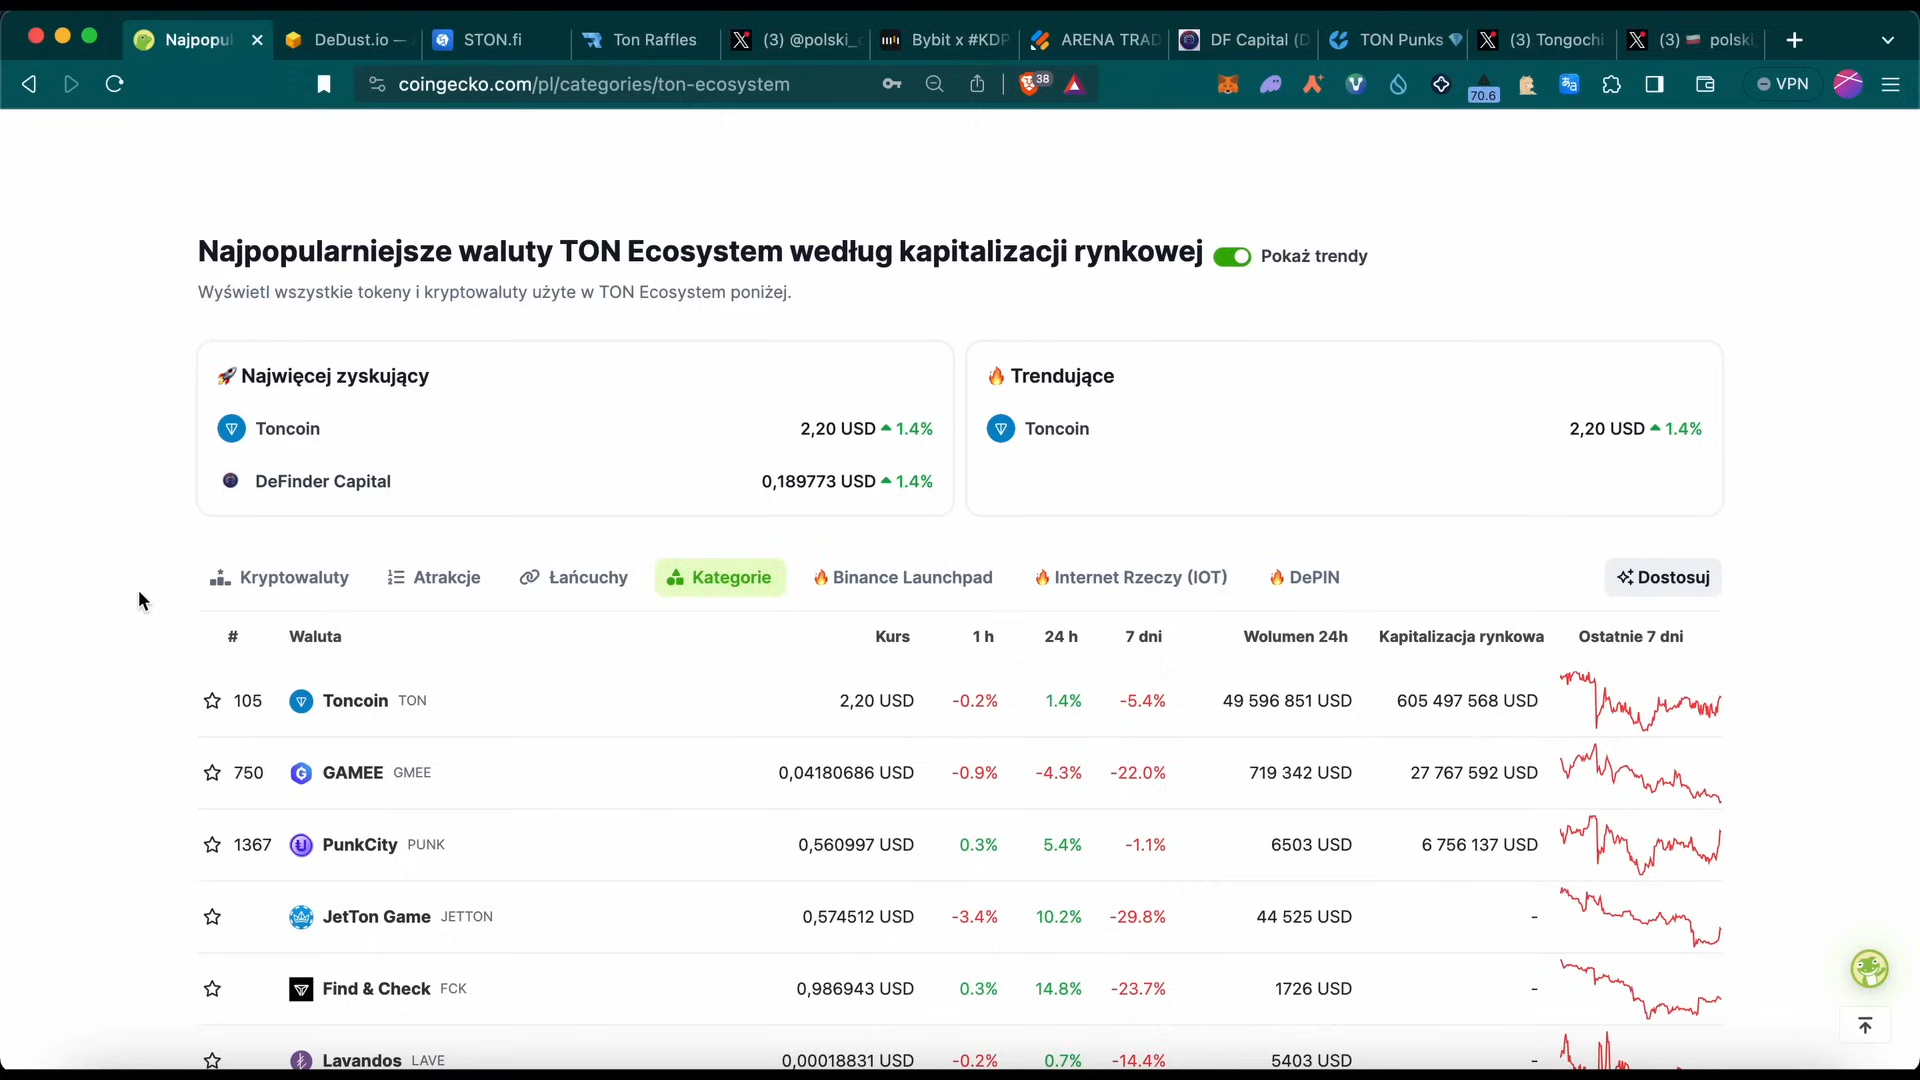 Najpopul
DeDust.io —
STON.fi
Ton Raffles
(3) @polski_
Bybit x #KDP
ARENA TRAD
DF Capital (D
TON Punks
(3) Tongochi
(3) polski
coingecko.com/pl/categories/ton-ecosystem
38
70.6
VPN
Najpopularniejsze waluty TON Ecosystem według kapitalizacji rynkowej
Pokaż trendy
Wyświetl wszystkie tokeny i kryptowaluty użyte w TON Ecosystem poniżej.
Najwięcej zyskujący
Toncoin 2,20 USD 1.4%
DeFinder Capital 0,189773 USD 1.4%
Trendujące
Toncoin 2,20 USD 1.4%
Kryptowaluty Atrakcje Łańcuchy Kategorie Binance Launchpad Internet Rzeczy (IOT) DePIN Dostosuj
# Waluta Kurs 1 h 24 h 7 dni Wolumen 24h Kapitalizacja rynkowa Ostatnie 7 dni
105 Toncoin TON 2,20 USD -0.2% 1.4% -5.4% 49 596 851 USD 605 497 568 USD
750 GAMEE GMEE 0,04180686 USD -0.9% -4.3% -22.0% 719 342 USD 27 767 592 USD
1367 PunkCity PUNK 0,560997 USD 0.3% 5.4% -1.1% 6503 USD 6 756 137 USD
JetTon Game JETTON 0,574512 USD -3.4% 10.2% -29.8% 44 525 USD -
Find & Check FCK 0,986943 USD 0.3% 14.8% -23.7% 1726 USD -
Lavandos LAVE 0,00018831 USD -0.2% 0.7% -14.4% 5403 USD -